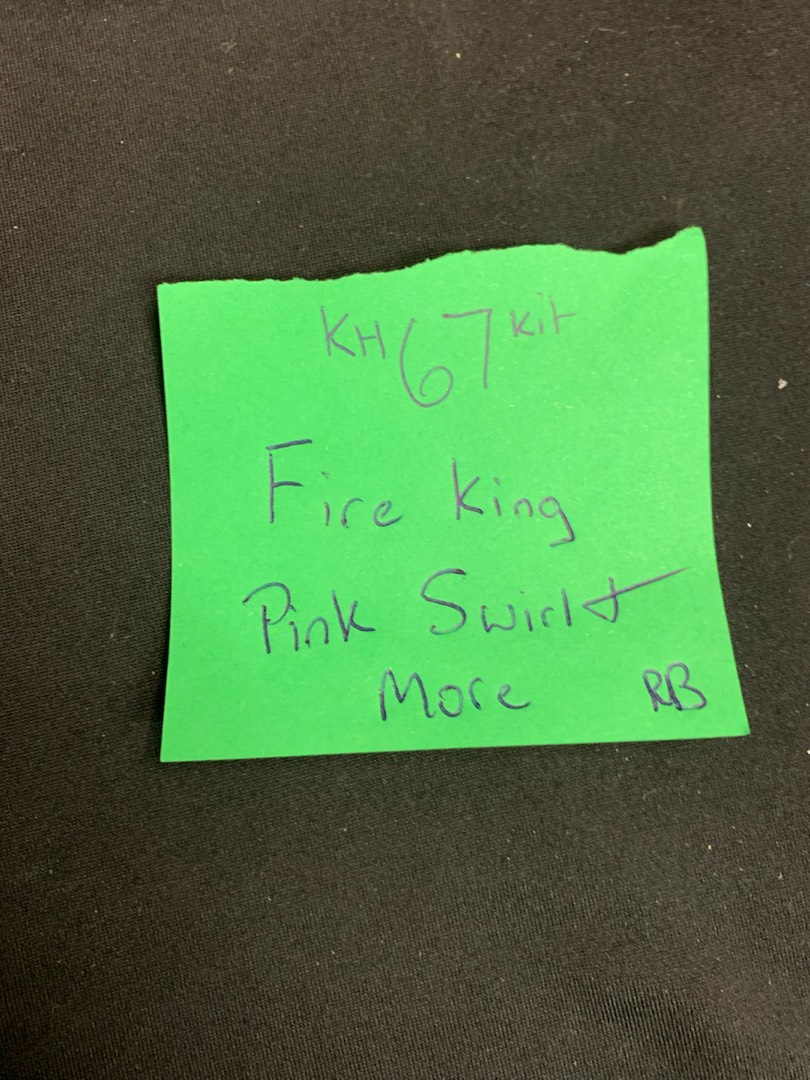 KH 67 Kit
Fire King
Pink Swirl +
More RB